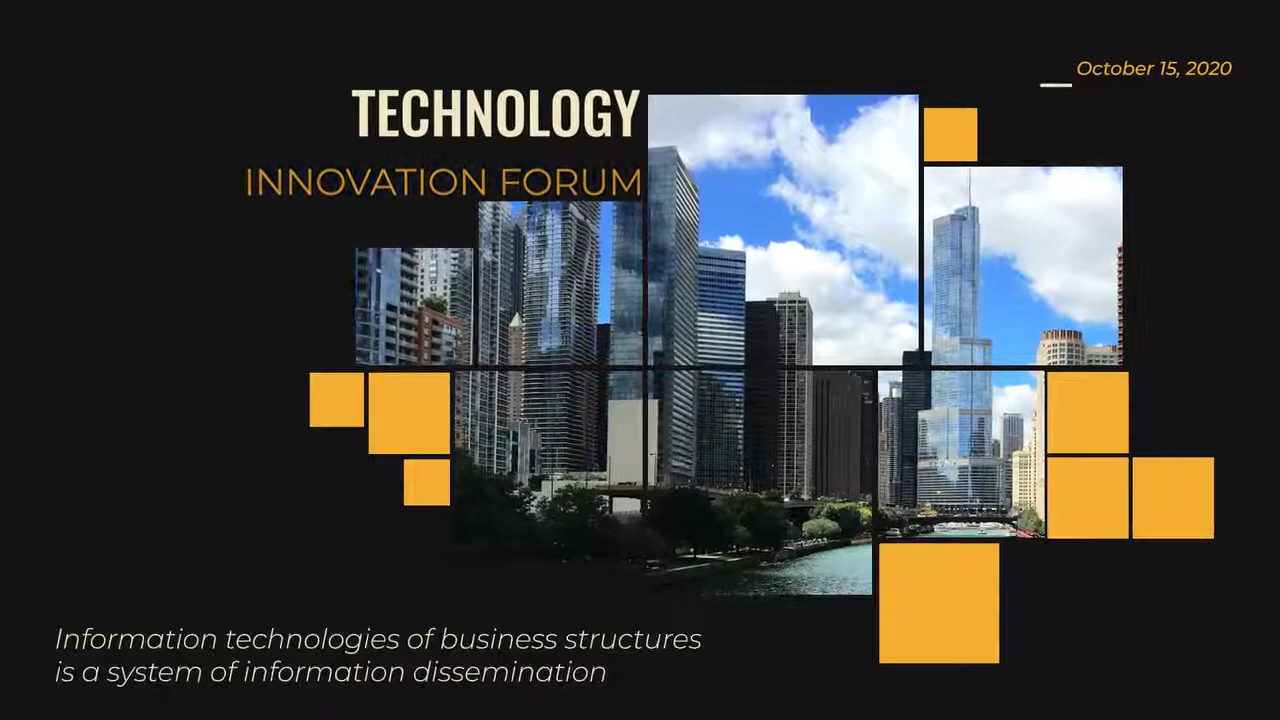 October 15, 2020
TECHNOLOGY
INNOVATION FORUM
Information technologies of business structures
is a system of information dissemination